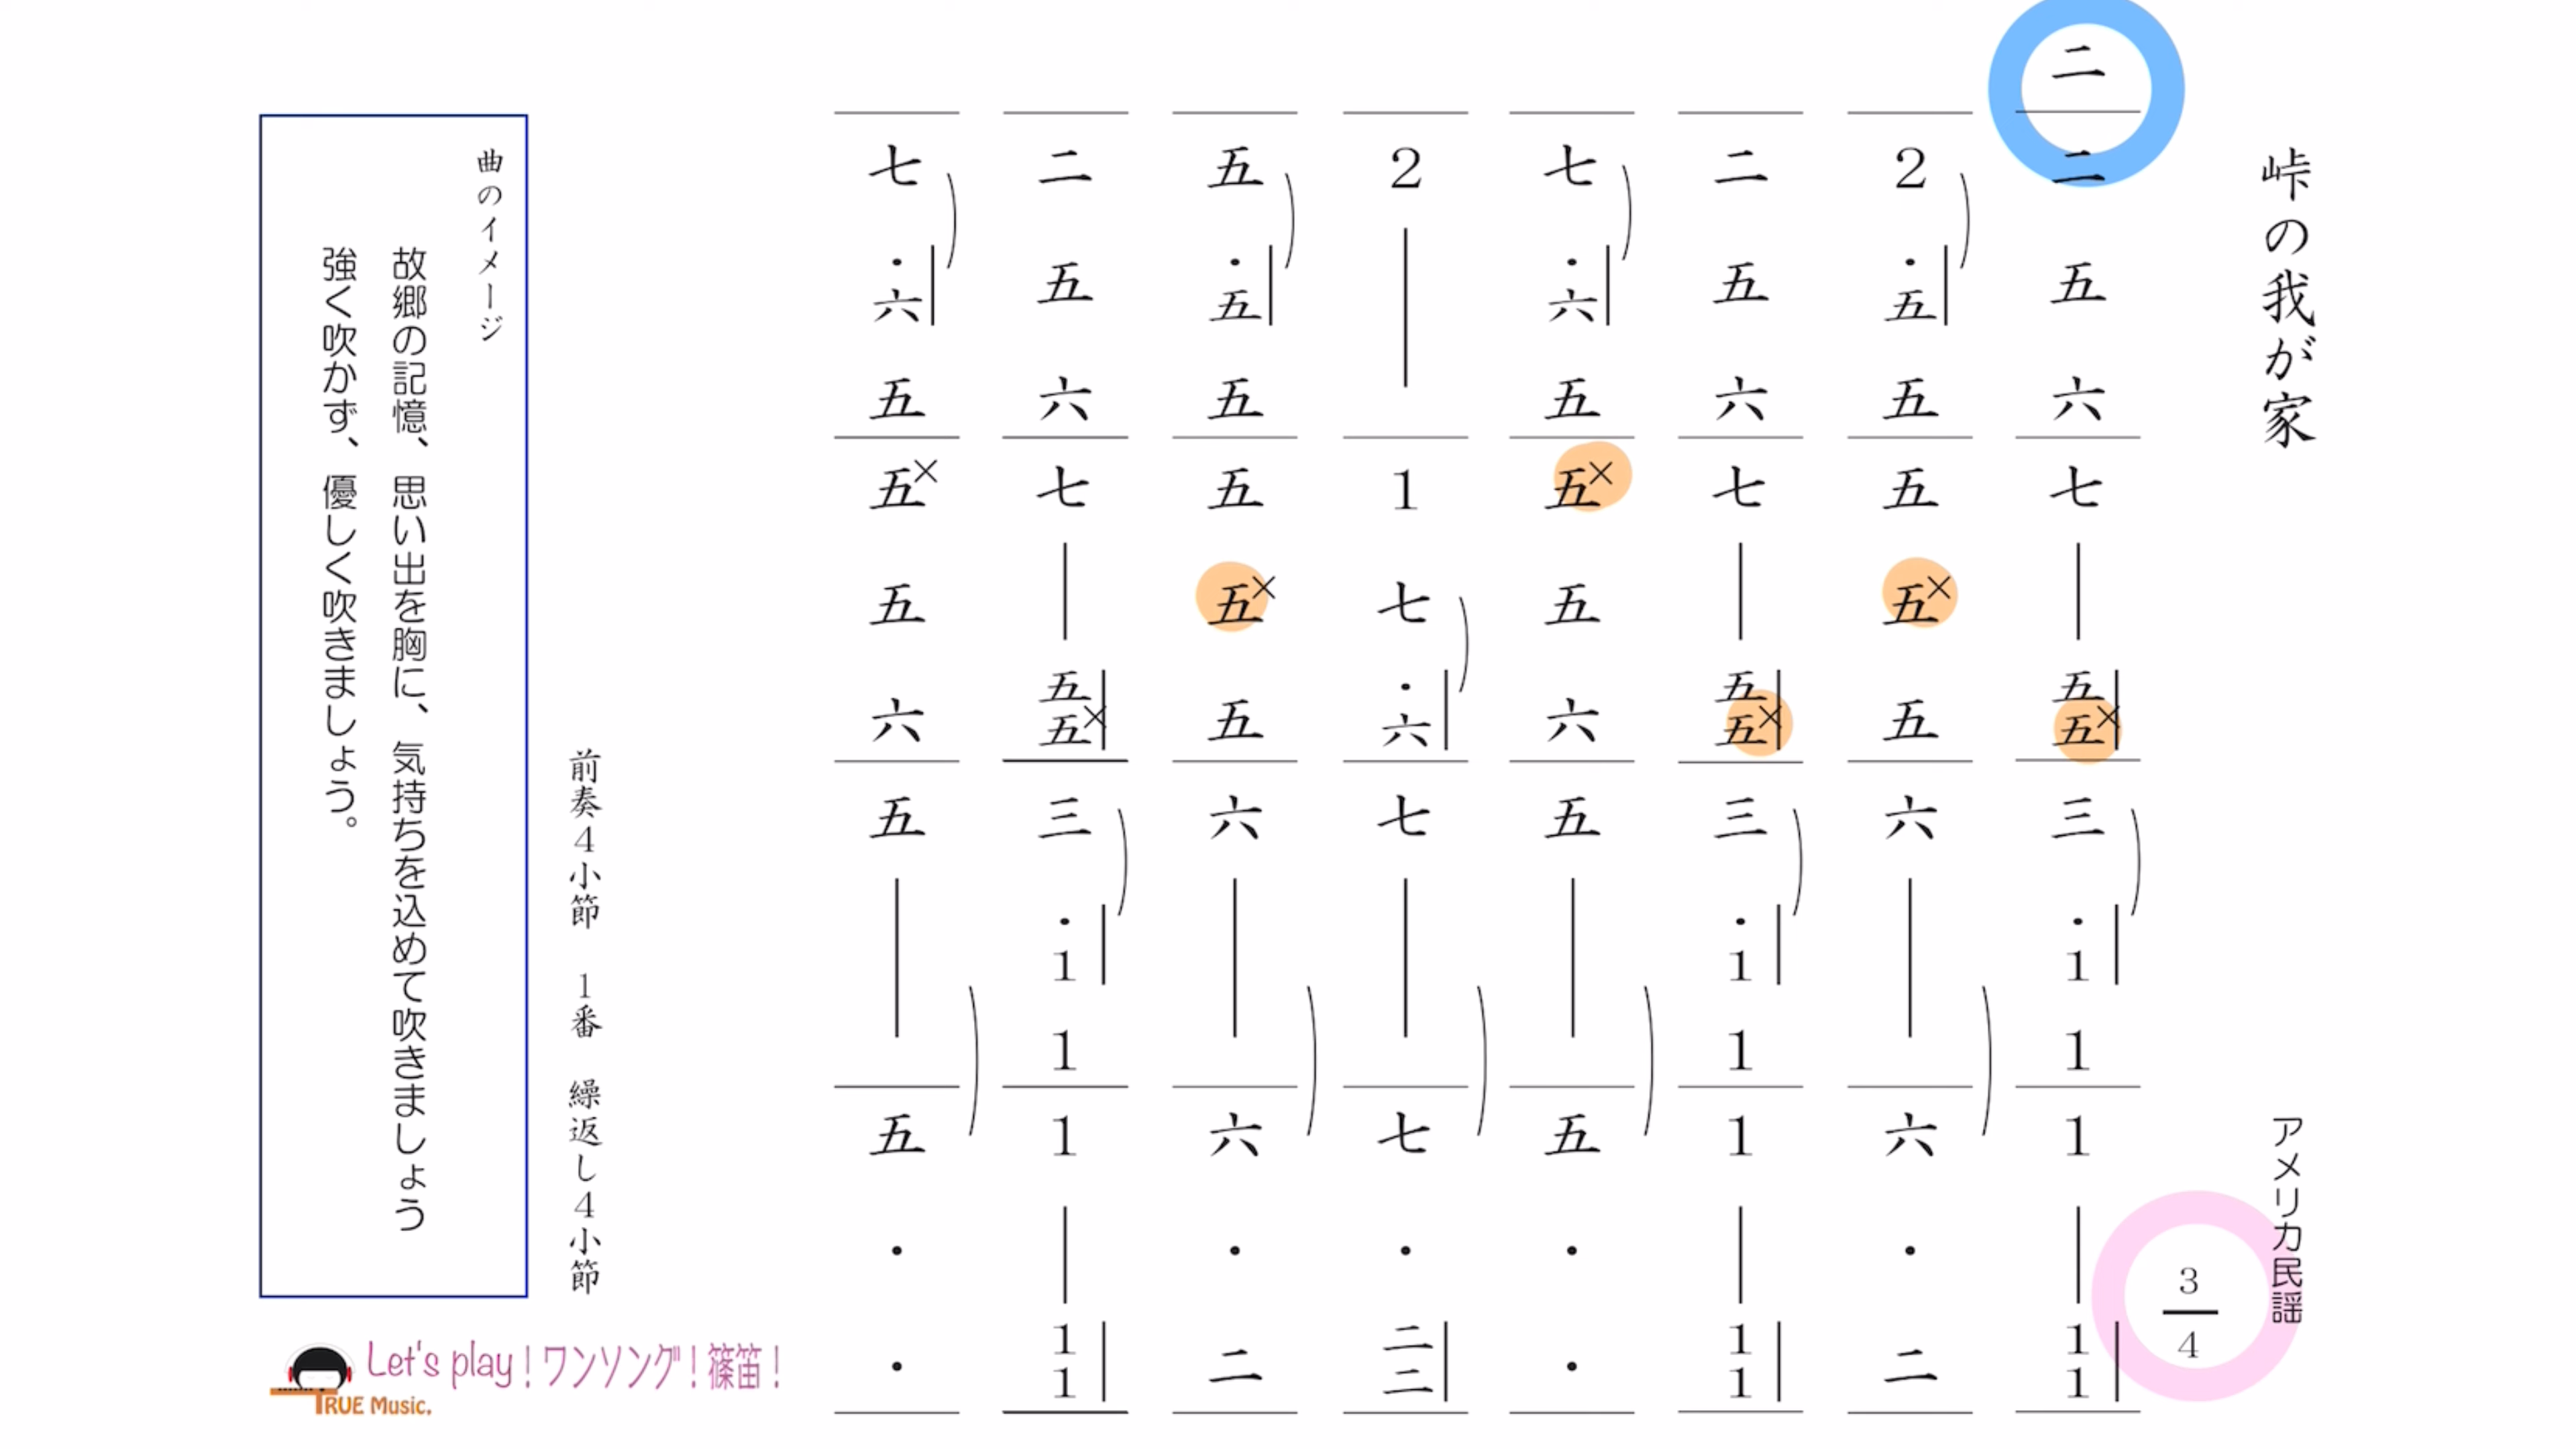 峠の我が家
アメリカ民謡
3
4
二
二 五 六 七 | 五 五× 三 ・ i 1 1 | 1 1
2 ・ 五 五 五 五× 五 六 | 六 ・ 二
二 五 六 七 | 五 五× 三 ・ i 1 1 | 1 1
七 ・ 六 五 五× 五 六 五 | 五 ・ ・
2 | 1 七 ・ 六 七 | 七 ・ 二 三
五 ・ 五 五 五 五× 五 六 | 六 ・ 二
二 五 六 七 | 五 五× 三 ・ i 1 1 | 1 1
七 ・ 六 五 五× 五 六 五 | 五 ・ ・
前奏4小節 1番 繰返し4小節
曲のイメージ
故郷の記憶、思い出を胸に、気持ちを込めて吹きましょう
強く吹かず、優しく吹きましょう。
Let's play!ワンソング!篠笛!
TRUE Music.